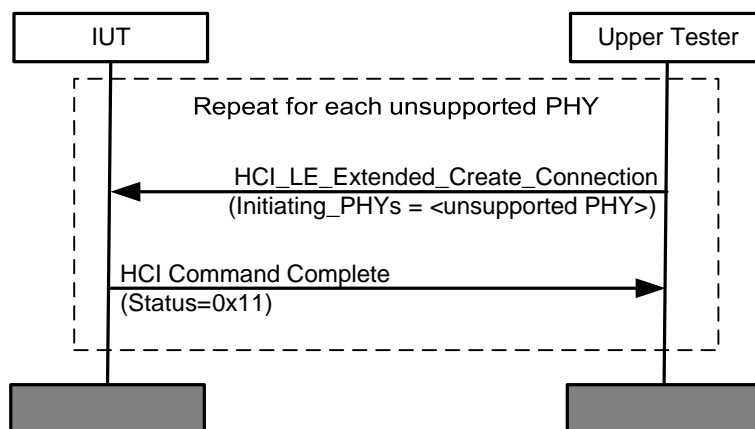 IUT
Upper Tester
Repeat for each unsupported PHY
HCI_LE_Extended_Create_Connection
(Initiating_PHYs = <unsupported PHY>)
HCI Command Complete
(Status=0x11)